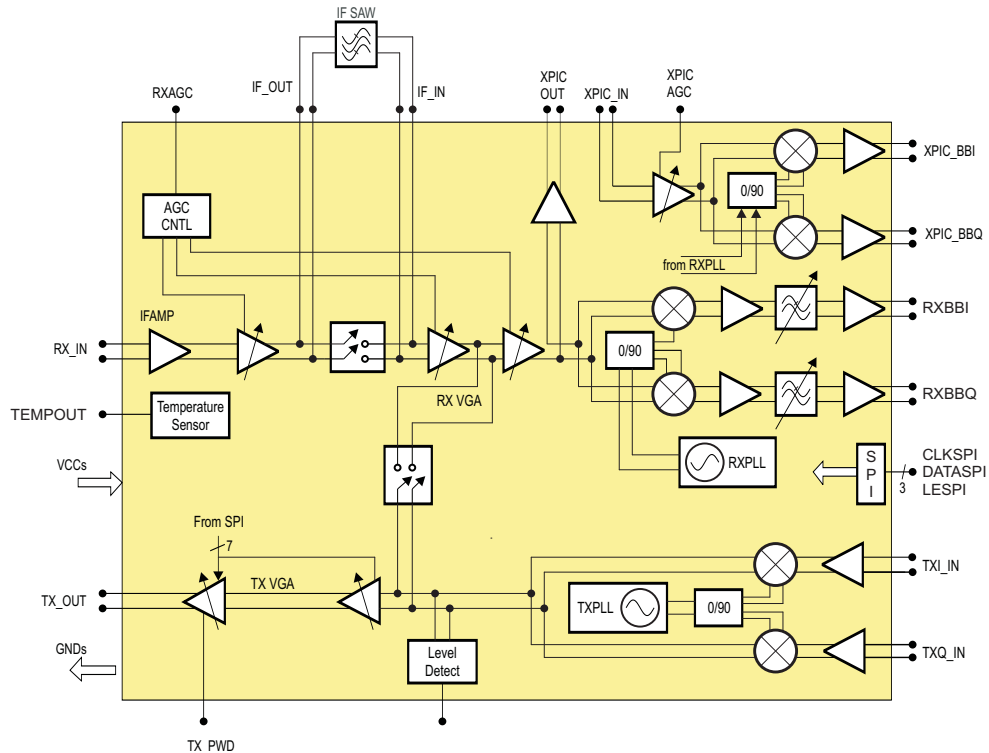 IF SAW
RXAGC
IF_OUT
IF_IN
XPIC
OUT
XPIC_IN
XPIC
AGC
XPIC_BBI
AGC
CNTL
0/90
XPIC_BBQ
from RXPLL
IFAMP
RX_IN
RXBBI
0/90
RX VGA
RXBBQ
TEMPOUT
Temperature
Sensor
VCCs
RXPLL
S
P
I
3
CLKSPI
DATASPI
LESPI
From SPI
7
TX VGA
TX_OUT
TXPLL
0/90
TXI_IN
GNDs
Level
Detect
TXQ_IN
TX_PWD